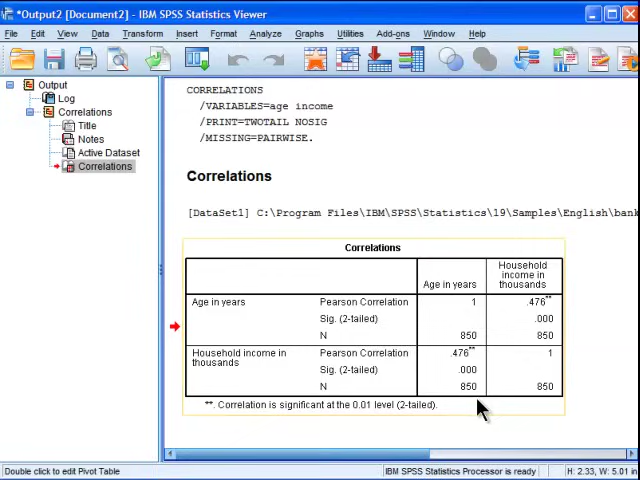 *Output2 [Document2] - IBM SPSS Statistics Viewer
File Edit View Data Transform Insert Format Analyze Graphs Utilities Add-ons Window Help
Output
Log
Correlations
Title
Notes
Active Dataset
Correlations
CORRELATIONS
/VARIABLES=age income
/PRINT=TWOTAIL NOSIG
/MISSING=PAIRWISE.
Correlations
[DataSet1] C:\Program Files\IBM\SPSS\Statistics\19\Samples\English\bank
Correlations
Age in years
Household
income in
thousands
Age in years Pearson Correlation 1 .476**
Sig. (2-tailed) .000
N 850 850
Household income in
thousands
Pearson Correlation .476** 1
Sig. (2-tailed) .000
N 850 850
**. Correlation is significant at the 0.01 level (2-tailed).
Double click to edit Pivot Table IBM SPSS Statistics Processor is ready H: 2.33, W: 5.01 in